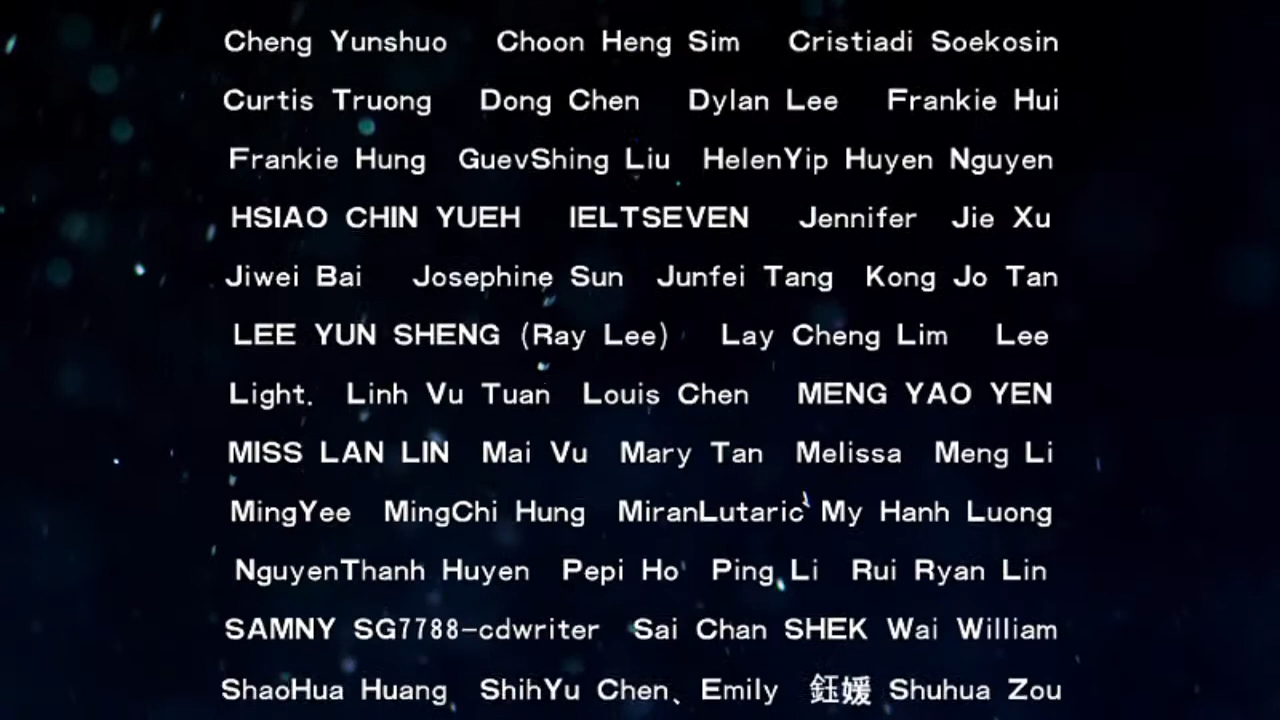 Cheng Yunshuo Choon Heng Sim Cristiadi Soekosin
Curtis Truong Dong Chen Dylan Lee Frankie Hui
Frankie Hung GuevShing Liu HelenYip Huyen Nguyen
HSIAO CHIN YUEH IELTSEVEN Jennifer Jie Xu
Jiwei Bai Josephine Sun Junfei Tang Kong Jo Tan
LEE YUN SHENG (Ray Lee) Lay Cheng Lim Lee
Light. Linh Vu Tuan Louis Chen MENG YAO YEN
MISS LAN LIN Mai Vu Mary Tan Melissa Meng Li
MingYee MingChi Hung MiranLutaric My Hanh Luong
NguyenThanh Huyen Pepi Ho Ping Li Rui Ryan Lin
SAMNY SG7788-cdwriter Sai Chan SHEK Wai William
ShaoHua Huang ShihYu Chen、Emily 鈺媛 Shuhua Zou